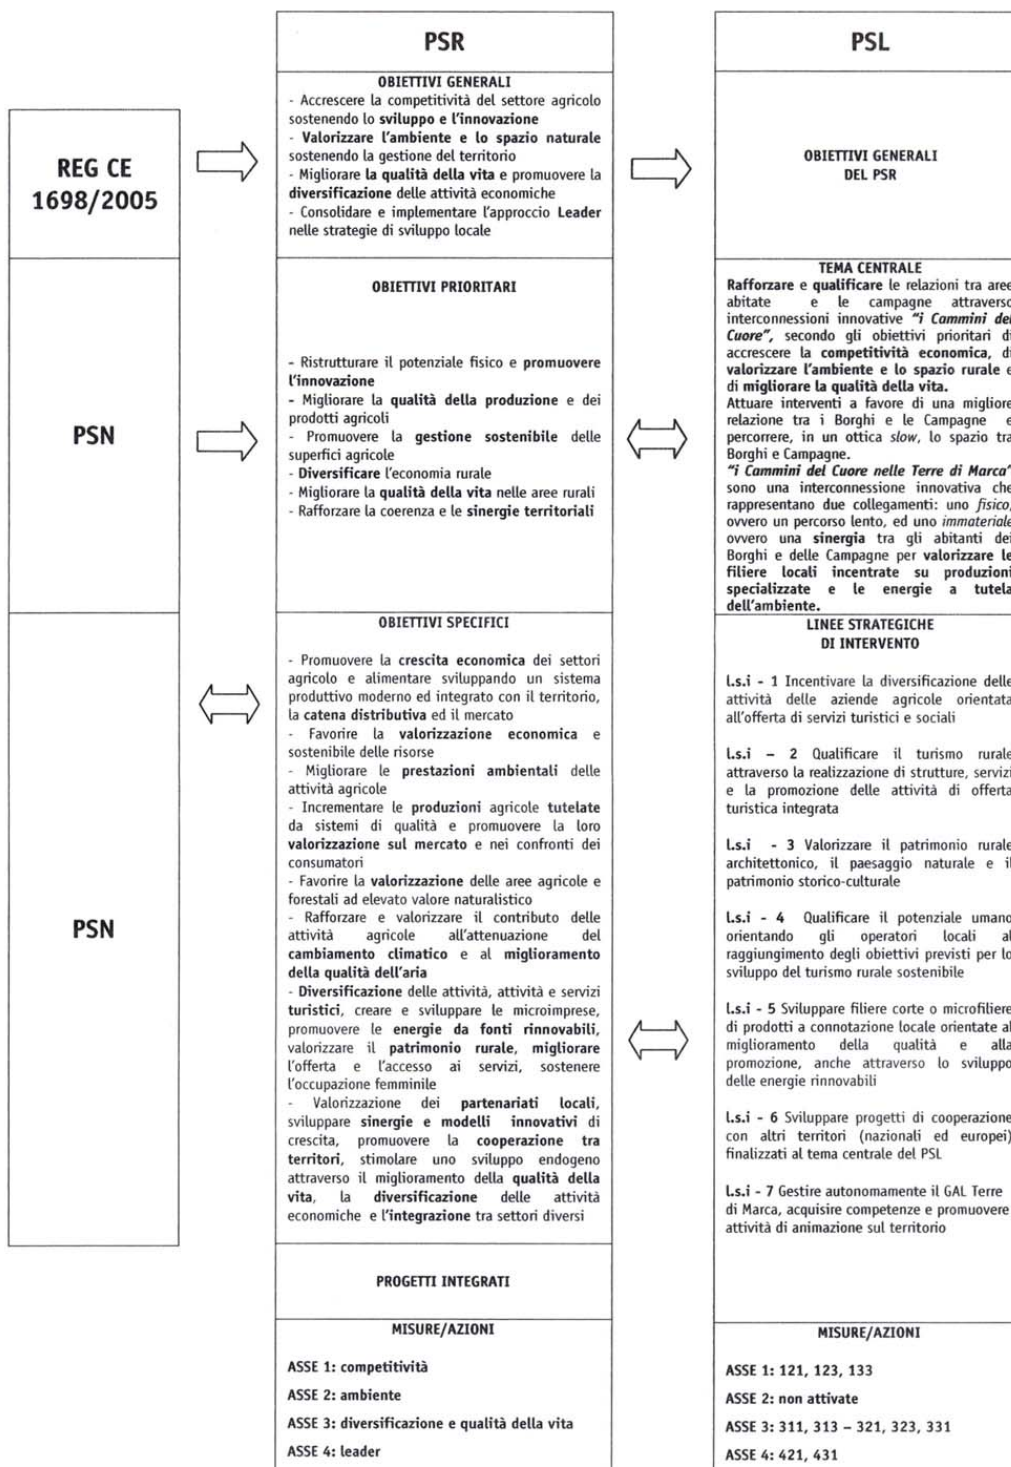 REG CE
1698/2005
PSN
PSN
PSR
OBIETTIVI GENERALI
- Accrescere la competitività del settore agricolo
sostenendo lo sviluppo e l'innovazione
- Valorizzare l'ambiente e lo spazio naturale
sostenendo la gestione del territorio
- Migliorare la qualità della vita e promuovere la
diversificazione delle attività economiche
- Consolidare e implementare l'approccio Leader
nelle strategie di sviluppo locale
OBIETTIVI PRIORITARI
- Ristrutturare il potenziale fisico e promuovere
l'innovazione
- Migliorare la qualità della produzione e dei
prodotti agricoli
- Promuovere la gestione sostenibile delle
superfici agricole
- Diversificare l'economia rurale
- Migliorare la qualità della vita nelle aree rurali
- Rafforzare la coerenza e le sinergie territoriali
OBIETTIVI SPECIFICI
- Promuovere la crescita economica dei settori
agricolo e alimentare sviluppando un sistema
produttivo moderno ed integrato con il territorio,
la catena distributiva ed il mercato
- Favorire la valorizzazione economica e
sostenibile delle risorse
- Migliorare le prestazioni ambientali delle
attività agricole
- Incrementare le produzioni agricole tutelate
da sistemi di qualità e promuovere la loro
valorizzazione sul mercato e nei confronti dei
consumatori
- Favorire la valorizzazione delle aree agricole e
forestali ad elevato valore naturalistico
- Rafforzare e valorizzare il contributo delle
attività agricole all'attenuazione del
cambiamento climatico e al miglioramento
della qualità dell'aria
- Diversificazione delle attività, attività e servizi
turistici, creare e sviluppare le microimprese,
promuovere le energie da fonti rinnovabili,
valorizzare il patrimonio rurale, migliorare
l'offerta e l'accesso ai servizi, sostenere
l'occupazione femminile
- Valorizzazione dei partenariati locali,
sviluppare sinergie e modelli innovativi di
crescita, promuovere la cooperazione tra
territori, stimolare uno sviluppo endogeno
attraverso il miglioramento della qualità della
vita, la diversificazione delle attività
economiche e l'integrazione tra settori diversi
PROGETTI INTEGRATI
MISURE/AZIONI
ASSE 1: competitività
ASSE 2: ambiente
ASSE 3: diversificazione e qualità della vita
ASSE 4: leader
PSL
OBIETTIVI GENERALI
DEL PSR
TEMA CENTRALE
Rafforzare e qualificare le relazioni tra aree
abitate e le campagne attraverso
interconnessioni innovative "i Cammini del
Cuore", secondo gli obiettivi prioritari di
accrescere la competitività economica, di
valorizzare l'ambiente e lo spazio rurale e
di migliorare la qualità della vita.
Attuare interventi a favore di una migliore
relazione tra i Borghi e le Campagne e
percorrere, in un ottica slow, lo spazio tra
Borghi e Campagne.
"i Cammini del Cuore nelle Terre di Marca"
sono una interconnessione innovativa che
rappresentano due collegamenti: uno fisico,
ovvero un percorso lento, ed uno immateriale
ovvero una sinergia tra gli abitanti dei
Borghi e delle Campagne per valorizzare le
filiere locali incentrate su produzioni
specializzate e le energie a tutela
dell'ambiente.
LINEE STRATEGICHE
DI INTERVENTO
l.s.i - 1 Incentivare la diversificazione delle
attività delle aziende agricole orientata
all'offerta di servizi turistici e sociali
l.s.i – 2 Qualificare il turismo rurale
attraverso la realizzazione di strutture, servizi
e la promozione delle attività di offerta
turistica integrata
l.s.i - 3 Valorizzare il patrimonio rurale
architettonico, il paesaggio naturale e il
patrimonio storico-culturale
l.s.i - 4 Qualificare il potenziale umano
orientando gli operatori locali al
raggiungimento degli obiettivi previsti per lo
sviluppo del turismo rurale sostenibile
l.s.i - 5 Sviluppare filiere corte o microfiliere
di prodotti a connotazione locale orientate al
miglioramento della qualità e alla
promozione, anche attraverso lo sviluppo
delle energie rinnovabili
l.s.i - 6 Sviluppare progetti di cooperazione
con altri territori (nazionali ed europei)
finalizzati al tema centrale del PSL
l.s.i - 7 Gestire autonomamente il GAL Terre
di Marca, acquisire competenze e promuovere
attività di animazione sul territorio
MISURE/AZIONI
ASSE 1: 121, 123, 133
ASSE 2: non attivate
ASSE 3: 311, 313 – 321, 323, 331
ASSE 4: 421, 431